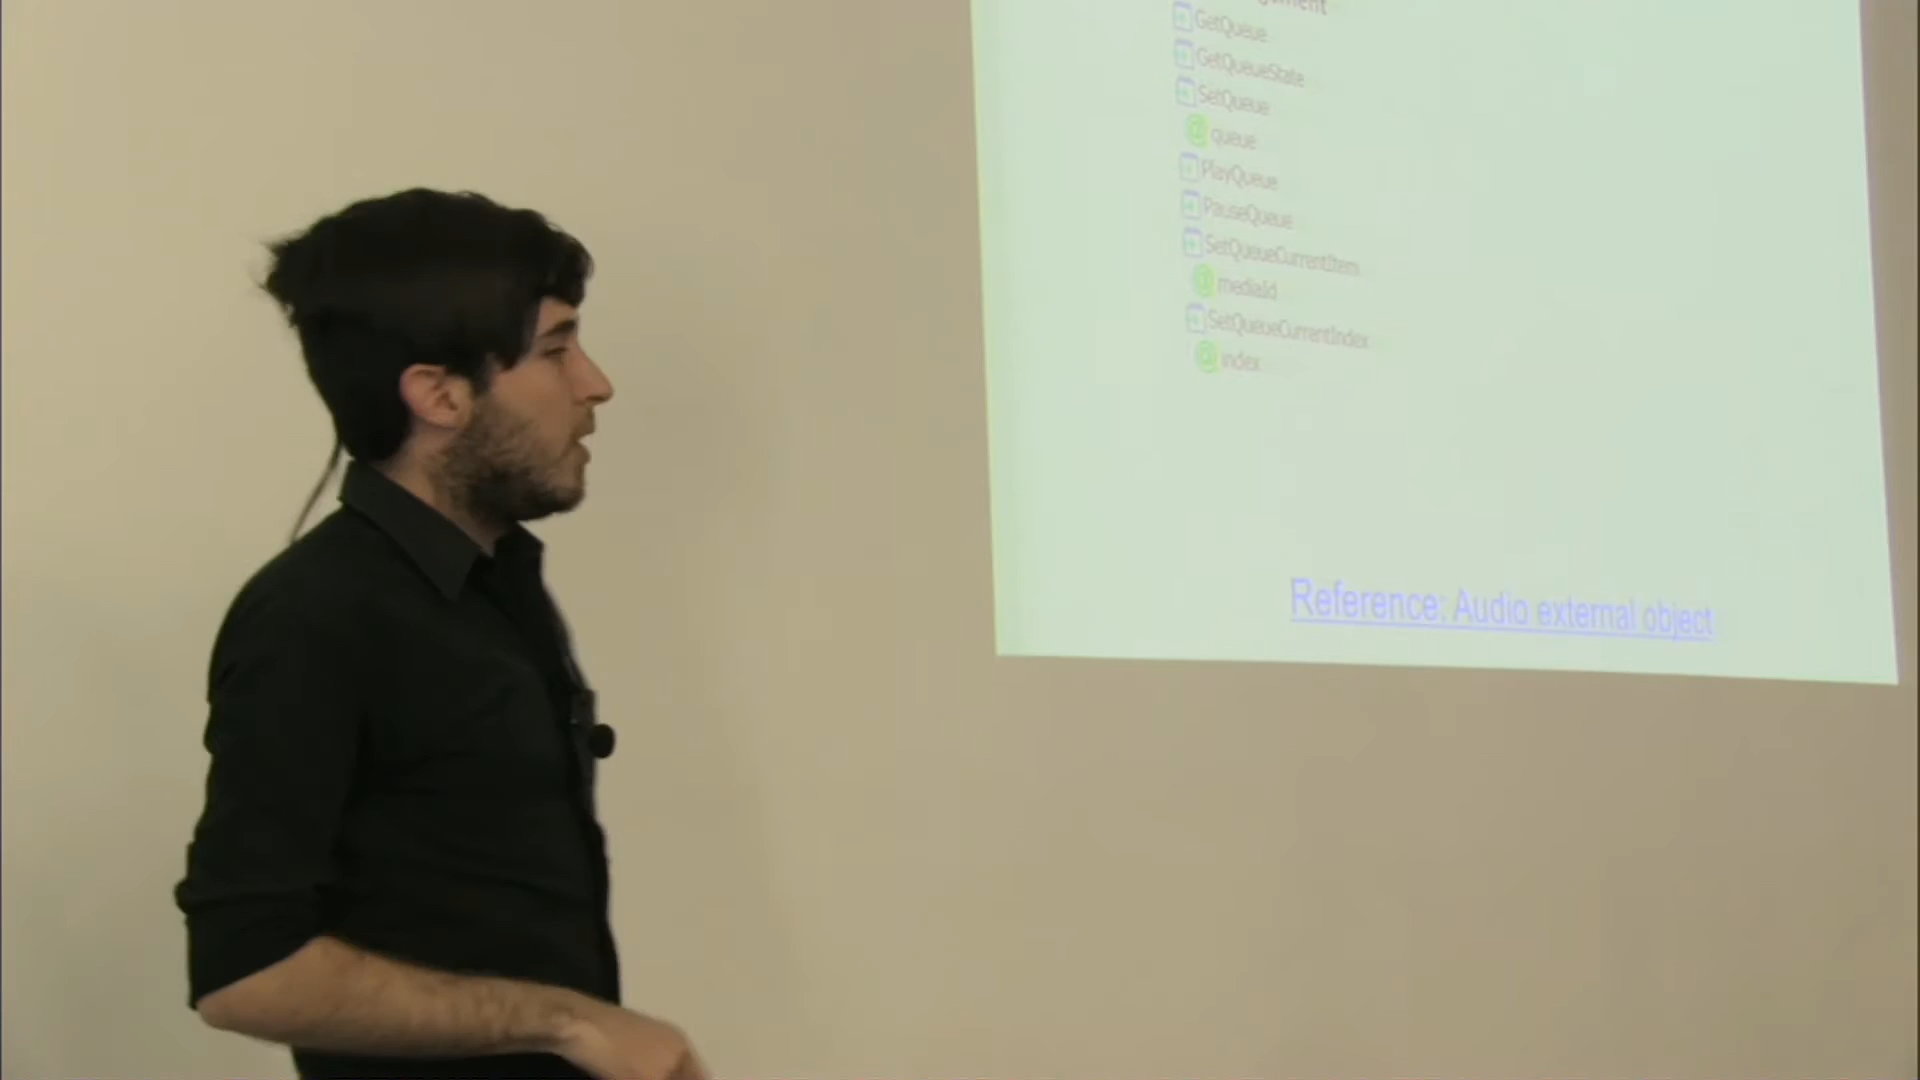 GetQueue
GetQueueState
SetQueue
queue
PlayQueue
PauseQueue
SetQueueCurrentItem
mediaId
SetQueueCurrentIndex
index
Reference: Audio external object